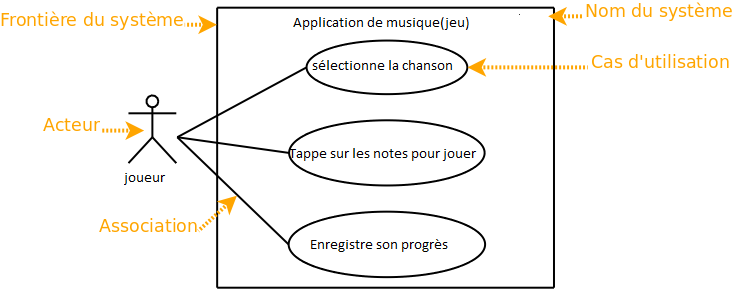 Frontière du système
Application de musique(jeu)
Nom du système
sélectionne la chanson
Cas d'utilisation
Acteur
Tappe sur les notes pour jouer
joueur
Association
Enregistre son progrès